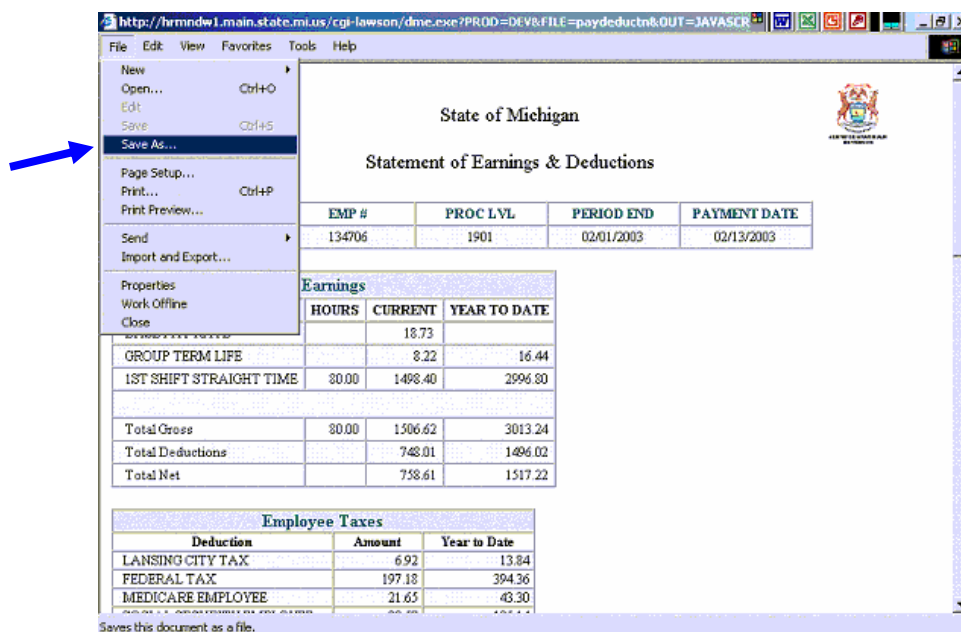 http://hrmndw1.main.state.mi.us/cgi-lawson/dme.exe?PROD=DEV&FILE=paydeductn&OUT=JAVASCR
File Edit View Favorites Tools Help
New
Open... Ctrl+O
Edit
Save Ctrl+S
Save As...
Page Setup...
Print... Ctrl+P
Print Preview...
Send
Import and Export...
Properties
Work Offline
Close
State of Michigan
Statement of Earnings & Deductions
EMP # PROC LVL PERIOD END PAYMENT DATE
134706 1901 02/01/2003 02/13/2003
Earnings
HOURS CURRENT YEAR TO DATE
18.73
GROUP TERM LIFE 8.22 16.44
1ST SHIFT STRAIGHT TIME 80.00 1498.40 2996.80
Total Gross 80.00 1506.62 3013.24
Total Deductions 748.01 1496.02
Total Net 758.61 1517.22
Employee Taxes
Deduction Amount Year to Date
LANSING CITY TAX 6.92 13.84
FEDERAL TAX 197.18 394.36
MEDICARE EMPLOYEE 21.65 43.30
Saves this document as a file.